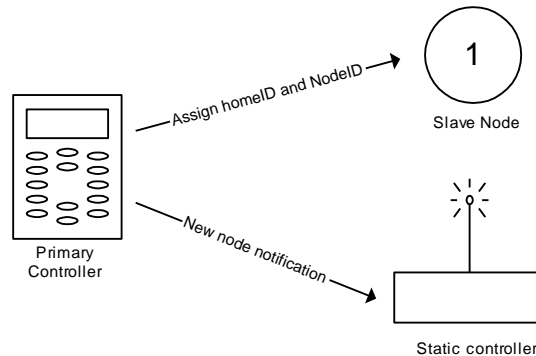 1
Slave Node
Assign homeID and NodeID
Primary
Controller
New node notification
Static controller